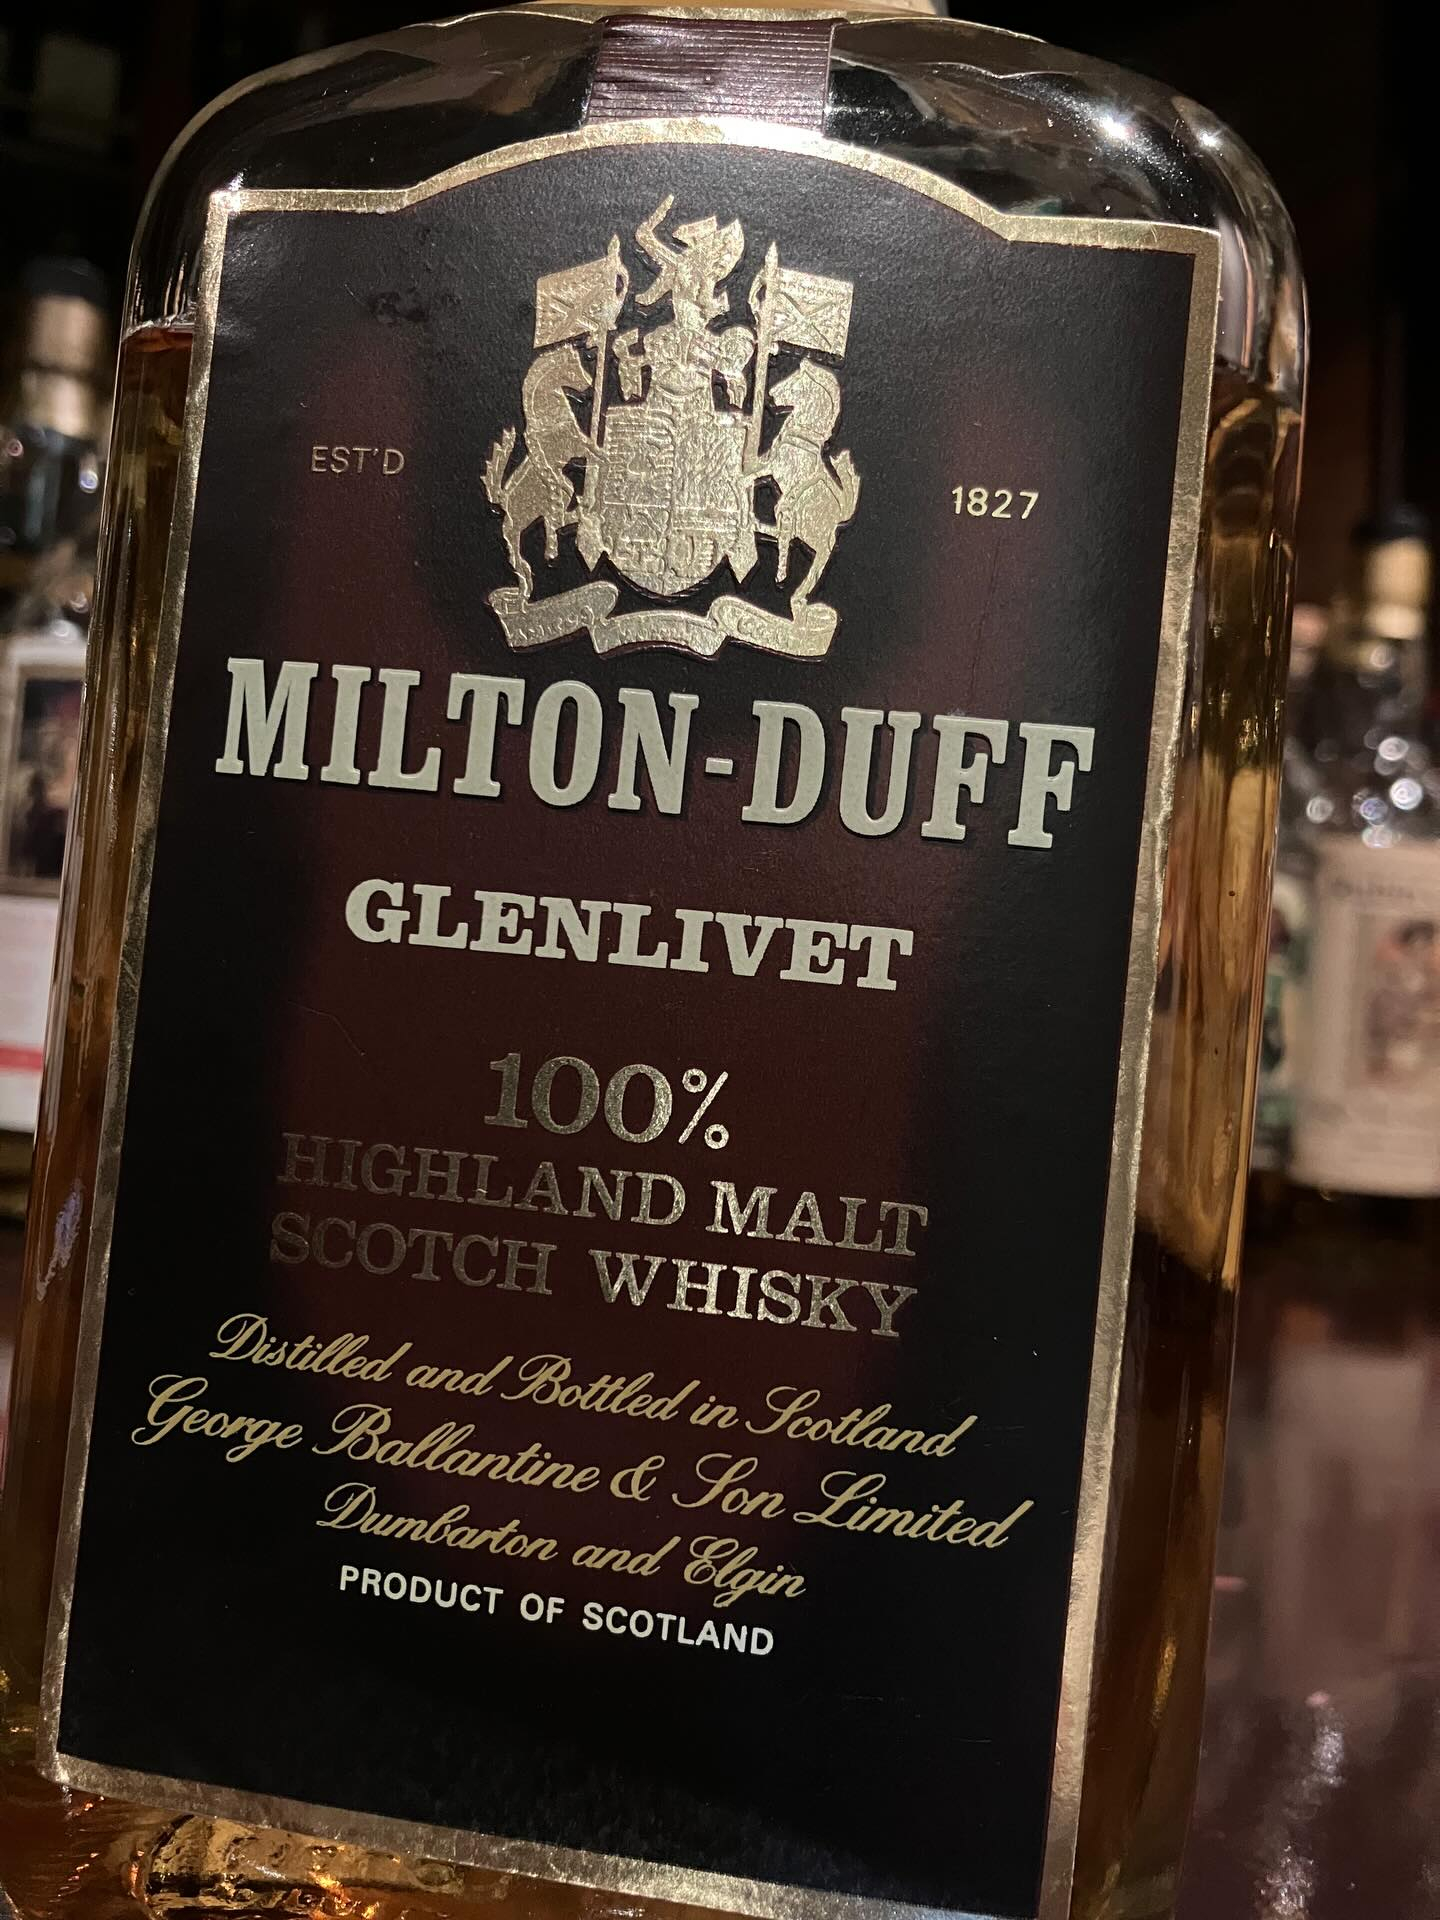 EST'D
1827
MILTON-DUFF
GLENLIVET
100%
HIGHLAND MALT
SCOTCH WHISKY
Distilled and Bottled in Scotland
George Ballantine & Son Limited
Dumbarton and Elgin
PRODUCT OF SCOTLAND